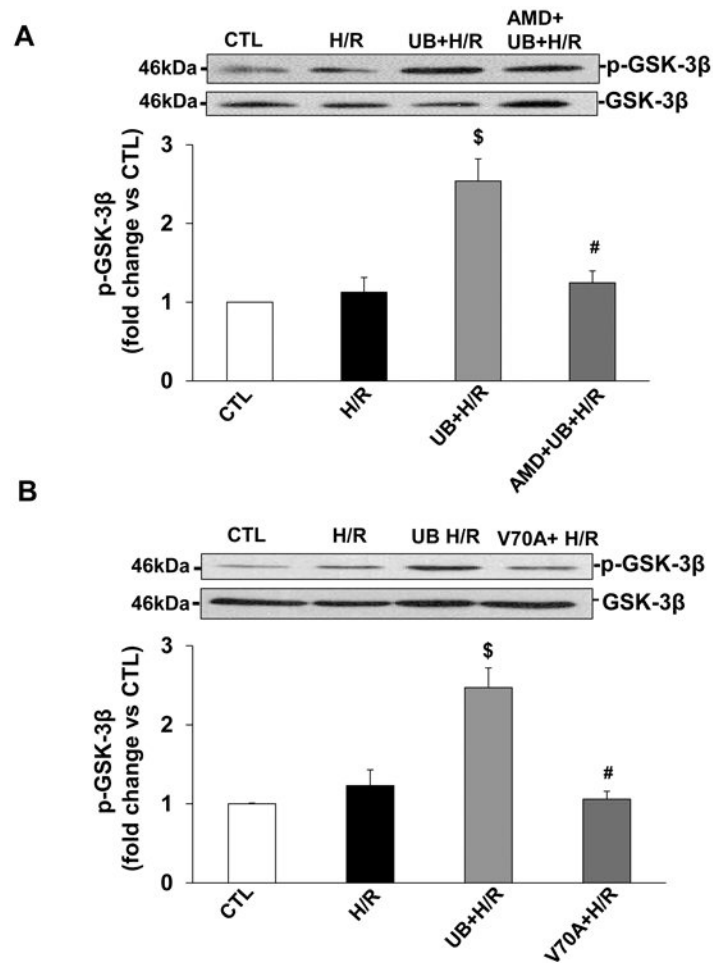 A
CTL H/R UB+H/R AMD+
UB+H/R
46kDa -p-GSK-3β
46kDa -GSK-3β
p-GSK-3β
(fold change vs CTL)
3
2
1
0
$
#
CTL
H/R
UB+H/R
AMD+UB+H/R
B
CTL H/R UB H/R V70A+ H/R
46kDa -p-GSK-3β
46kDa -GSK-3β
p-GSK-3β
(fold change vs CTL)
3
2
1
0
$
#
CTL
H/R
UB+H/R
V70A+H/R